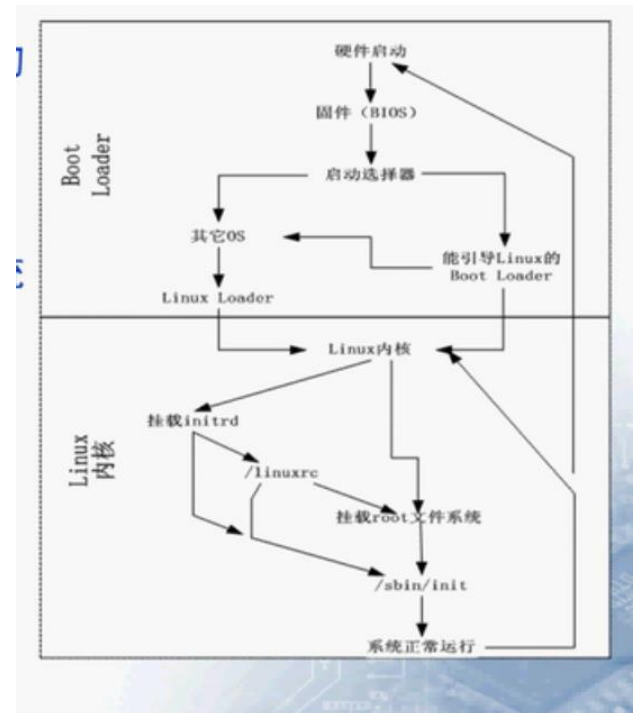 硬件启动
固件（BIOS）
启动选择器
Boot
Loader
其它OS
能引导Linux的
Boot Loader
Linux Loader
Linux内核
挂载initrd
Linux
内核
/linuxrc
挂载root文件系统
/sbin/init
系统正常运行